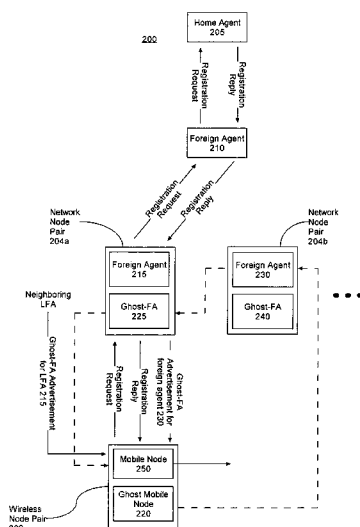 200
Home Agent
205
Registration
Request
Registration
Reply
Foreign Agent
210
Registration
Request
Registration
Reply
Network
Node
Pair
204a
Network
Node
Pair
204b
Foreign Agent
215
Ghost-FA
225
Foreign Agent
230
Ghost-FA
240
Neighboring
LFA
Ghost-FA Advertisement
for LFA 215
Registration
Request
Registration
Reply
Ghost-FA
Advertisement for
foreign agent 230
Mobile Node
250
Ghost Mobile
Node
220
Wireless
Node Pair